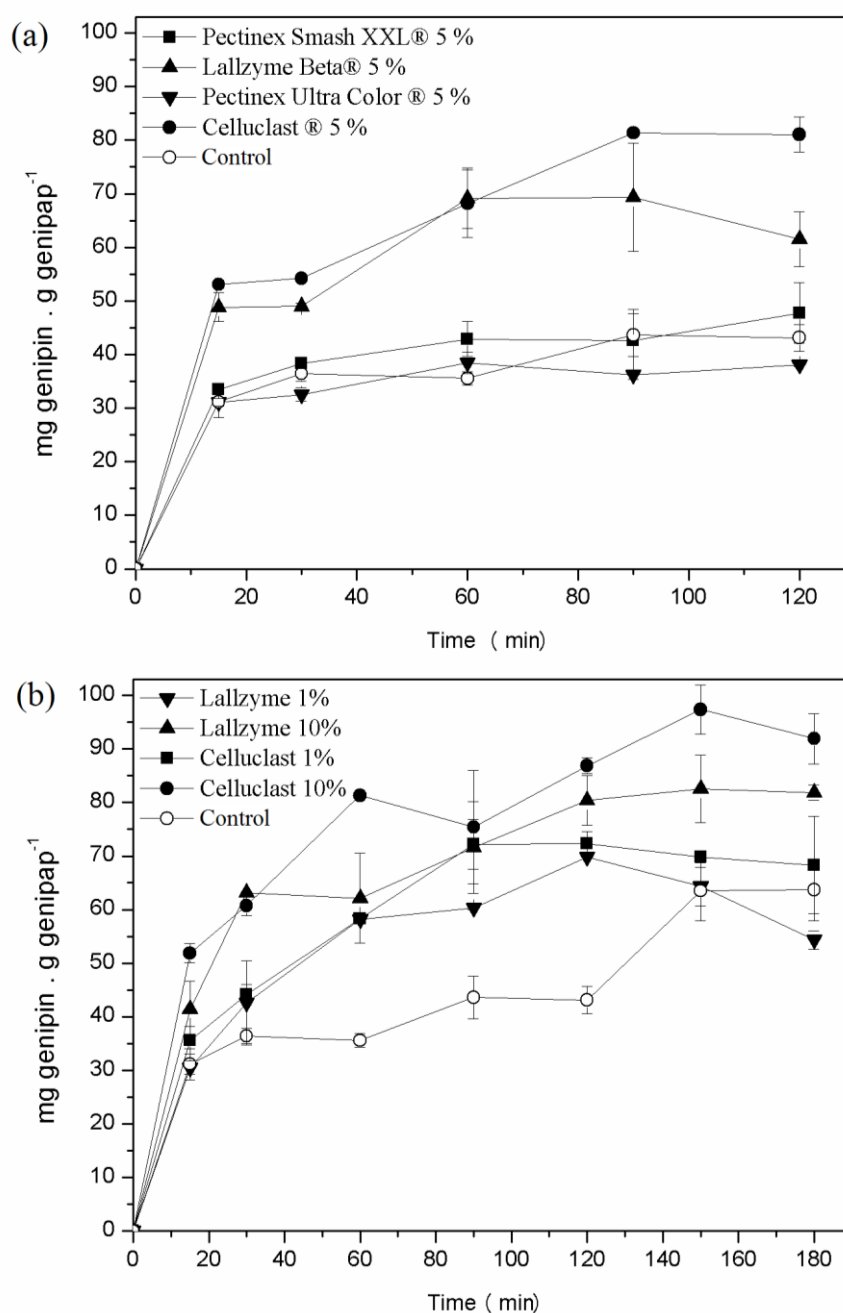 (a)
Pectinex Smash XXL® 5 %
Lallzyme Beta® 5 %
Pectinex Ultra Color ® 5 %
Celluclast ® 5 %
Control
mg genipin . g genipap⁻¹
100
90
80
70
60
50
40
30
20
10
0
0 20 40 60 80 100 120
Time ( min)
(b)
Lallzyme 1%
Lallzyme 10%
Celluclast 1%
Celluclast 10%
Control
mg genipin . g genipap⁻¹
100
90
80
70
60
50
40
30
20
10
0
0 20 40 60 80 100 120 140 160 180
Time ( min)